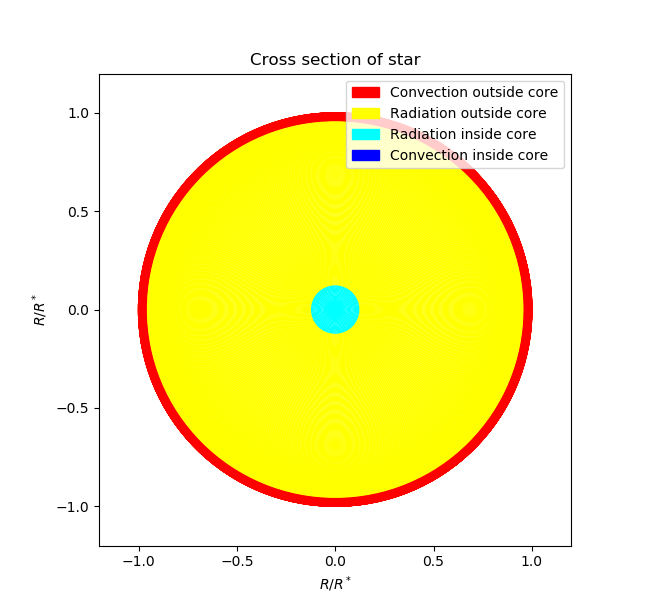 Cross section of star
Convection outside core
Radiation outside core
Radiation inside core
Convection inside core
1.0
0.5
0.0
−0.5
−1.0
R/R*
−1.0 −0.5 0.0 0.5 1.0
R/R*